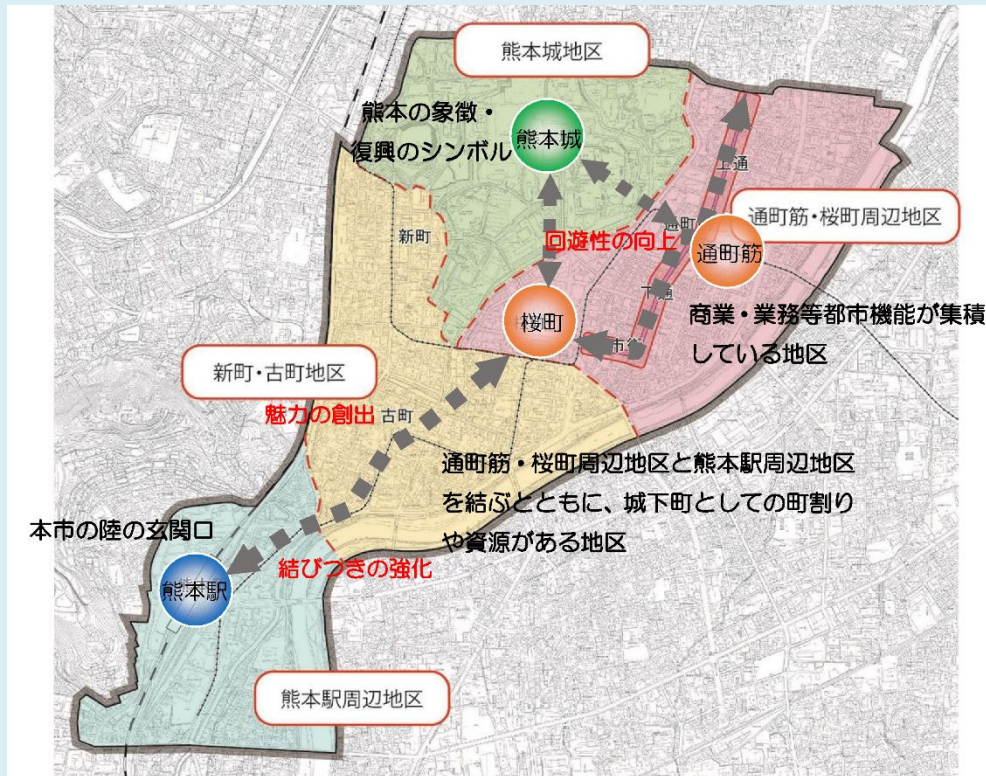 熊本城地区
熊本の象徴・
復興のシンボル
熊本城
上通
通町筋・桜町周辺地区
新町
通町
回遊性の向上
通町筋
下通
桜町
市街
商業・業務等都市機能が集積
している地区
新町・古町地区
魅力の創出
古町
通町筋・桜町周辺地区と熊本駅周辺地区
を結ぶとともに、城下町としての町割り
や資源がある地区
本市の陸の玄関口
結びつきの強化
熊本駅
熊本駅周辺地区